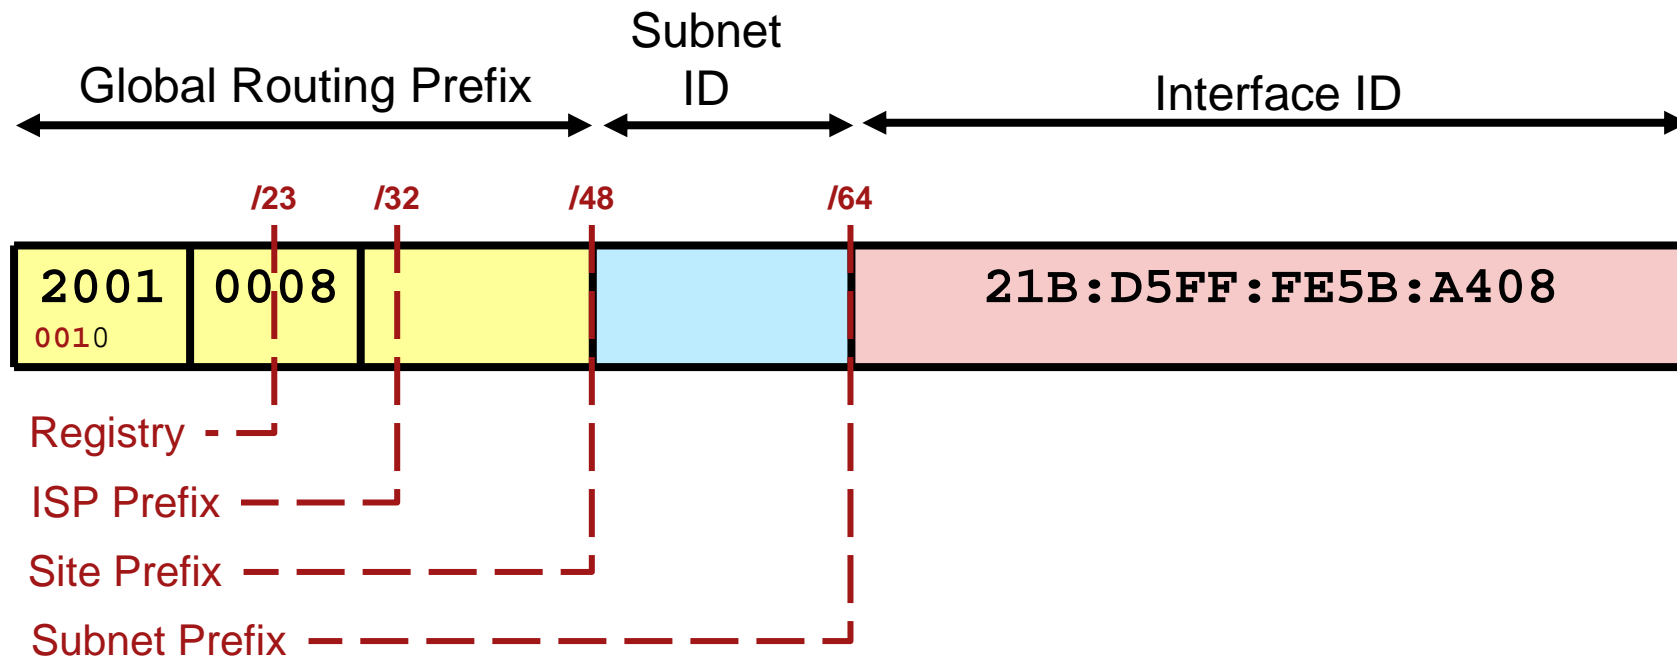 Subnet
ID
Global Routing Prefix
Interface ID
/23 /32 /48 /64
2001 0008 21B:D5FF:FE5B:A408
0010
Registry
ISP Prefix
Site Prefix
Subnet Prefix